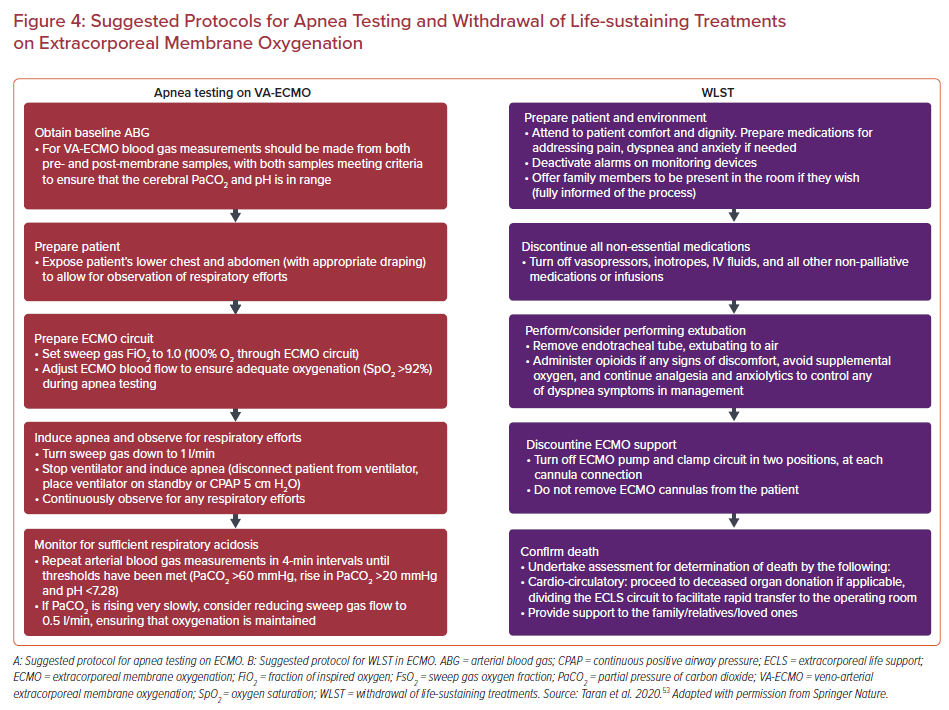 Figure 4: Suggested Protocols for Apnea Testing and Withdrawal of Life-sustaining Treatments
on Extracorporeal Membrane Oxygenation
Apnea testing on VA-ECMO
Obtain baseline ABG
• For VA-ECMO blood gas measurements should be made from both
pre- and post-membrane samples, with both samples meeting criteria
to ensure that the cerebral PaCO₂ and pH is in range
Prepare patient
• Expose patient's lower chest and abdomen (with appropriate draping)
to allow for observation of respiratory efforts
Prepare ECMO circuit
• Set sweep gas FiO₂ to 1.0 (100% O₂ through ECMO circuit)
• Adjust ECMO blood flow to ensure adequate oxygenation (SpO₂ >92%)
during apnea testing
Induce apnea and observe for respiratory efforts
• Turn sweep gas down to 1 l/min
• Stop ventilator and induce apnea (disconnect patient from ventilator,
place ventilator on standby or CPAP 5 cm H₂O)
• Continuously observe for any respiratory efforts
Monitor for sufficient respiratory acidosis
• Repeat arterial blood gas measurements in 4-min intervals until
thresholds have been met (PaCO₂ >60 mmHg, rise in PaCO₂ >20 mmHg
and pH <7.28)
• If PaCO₂ is rising very slowly, consider reducing sweep gas flow to
0.5 l/min, ensuring that oxygenation is maintained
WLST
Prepare patient and environment
• Attend to patient comfort and dignity. Prepare medications for
addressing pain, dyspnea and anxiety if needed
• Deactivate alarms on monitoring devices
• Offer family members to be present in the room if they wish
(fully informed of the process)
Discontinue all non-essential medications
• Turn off vasopressors, inotropes, IV fluids, and all other non-palliative
medications or infusions
Perform/consider performing extubation
• Remove endotracheal tube, extubating to air
• Administer opioids if any signs of discomfort, avoid supplemental
oxygen, and continue analgesia and anxiolytics to control any
of dyspnea symptoms in management
Discountine ECMO support
• Turn off ECMO pump and clamp circuit in two positions, at each
cannula connection
• Do not remove ECMO cannulas from the patient
Confirm death
• Undertake assessment for determination of death by the following:
• Cardio-circulatory: proceed to deceased organ donation if applicable,
dividing the ECLS circuit to facilitate rapid transfer to the operating room
• Provide support to the family/relatives/loved ones
A: Suggested protocol for apnea testing on ECMO. B: Suggested protocol for WLST in ECMO. ABG = arterial blood gas; CPAP = continuous positive airway pressure; ECLS = extracorporeal life support;
ECMO = extracorporeal membrane oxygenation; FiO₂ = fraction of inspired oxygen; FsO₂ = sweep gas oxygen fraction; PaCO₂ = partial pressure of carbon dioxide; VA-ECMO = veno-arterial
extracorporeal membrane oxygenation; SpO₂ = oxygen saturation; WLST = withdrawal of life-sustaining treatments. Source: Taran et al. 2020.⁵³ Adapted with permission from Springer Nature.